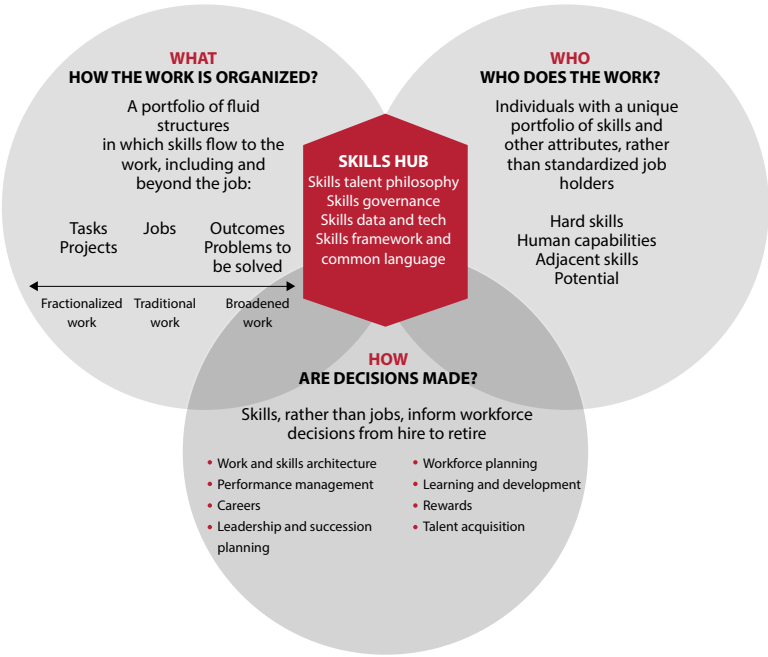 WHAT
HOW THE WORK IS ORGANIZED?
A portfolio of fluid
structures
in which skills flow to the
work, including and
beyond the job:
Tasks
Projects
Jobs
Outcomes
Problems to
be solved
Fractionalized
work
Traditional
work
Broadened
work
SKILLS HUB
Skills talent philosophy
Skills governance
Skills data and tech
Skills framework and
common language
WHO
WHO DOES THE WORK?
Individuals with a unique
portfolio of skills and
other attributes, rather
than standardized job
holders
Hard skills
Human capabilities
Adjacent skills
Potential
HOW
ARE DECISIONS MADE?
Skills, rather than jobs, inform workforce
decisions from hire to retire
• Work and skills architecture
• Performance management
• Careers
• Leadership and succession
planning
• Workforce planning
• Learning and development
• Rewards
• Talent acquisition